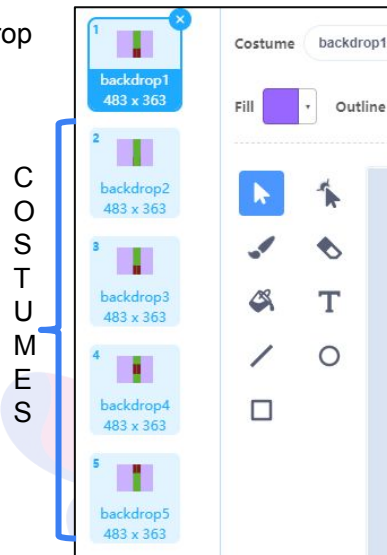 rop
C
O
S
T
U
M
E
S
1
backdrop1
483 x 363
2
backdrop2
483 x 363
3
backdrop3
483 x 363
4
backdrop4
483 x 363
5
backdrop5
483 x 363
Costume backdrop1
Fill Outline
T